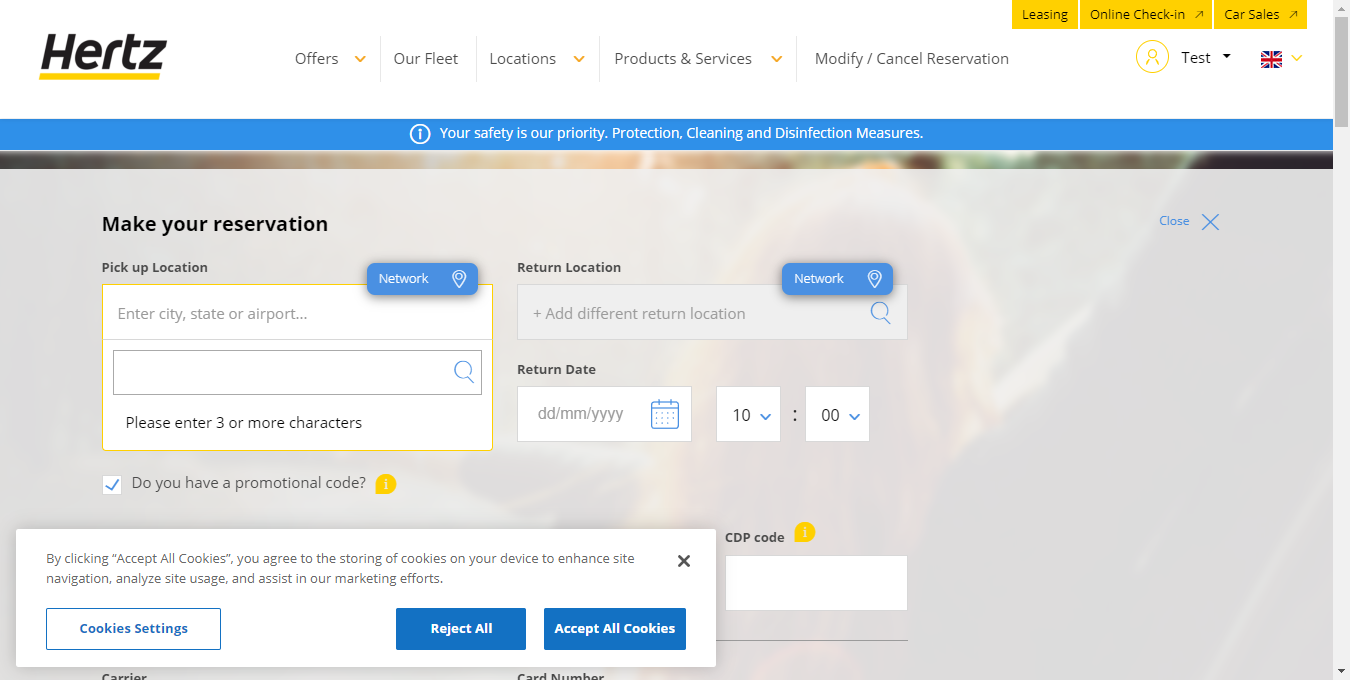 Leasing
Online Check-in
Car Sales
Hertz
Offers
Our Fleet
Locations
Products & Services
Modify / Cancel Reservation
Test
Your safety is our priority. Protection, Cleaning and Disinfection Measures.
Make your reservation
Close
Pick up Location
Network
Enter city, state or airport...
Please enter 3 or more characters
Return Location
Network
+ Add different return location
Return Date
dd/mm/yyyy
10
:
00
Do you have a promotional code?
CDP code
By clicking “Accept All Cookies”, you agree to the storing of cookies on your device to enhance site
navigation, analyze site usage, and assist in our marketing efforts.
Cookies Settings
Reject All
Accept All Cookies
Carrier
Card Number